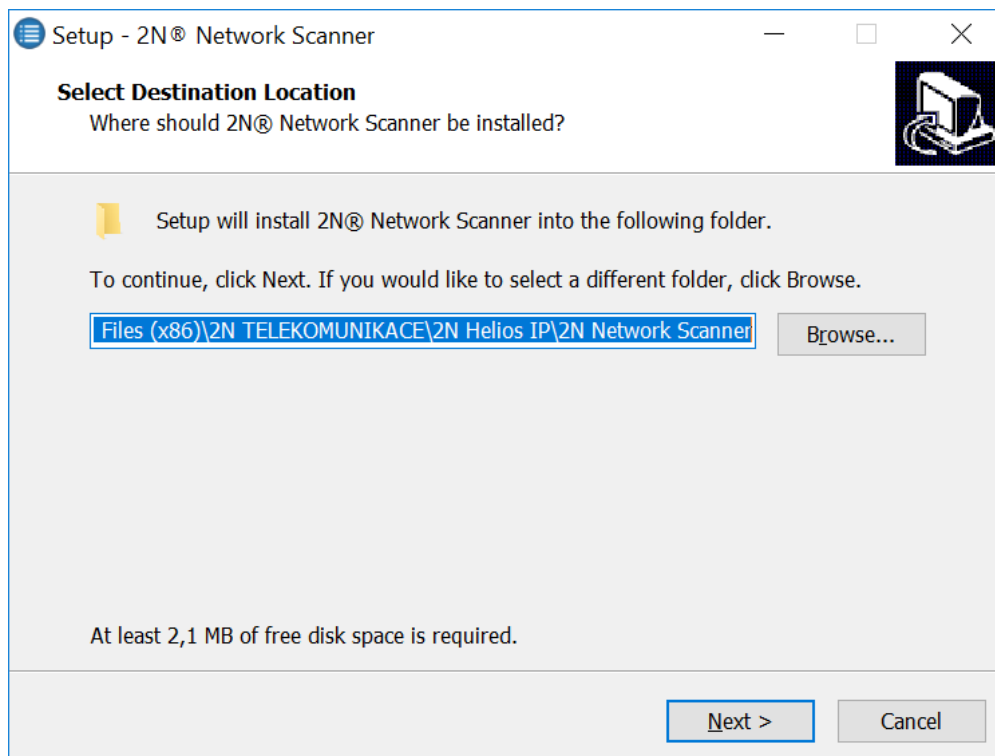 Setup - 2N® Network Scanner
Select Destination Location
Where should 2N® Network Scanner be installed?
Setup will install 2N® Network Scanner into the following folder.
To continue, click Next. If you would like to select a different folder, click Browse.
Files (x86)\2N TELEKOMUNIKACE\2N Helios IP\2N Network Scanner
Browse...
At least 2,1 MB of free disk space is required.
Next >
Cancel